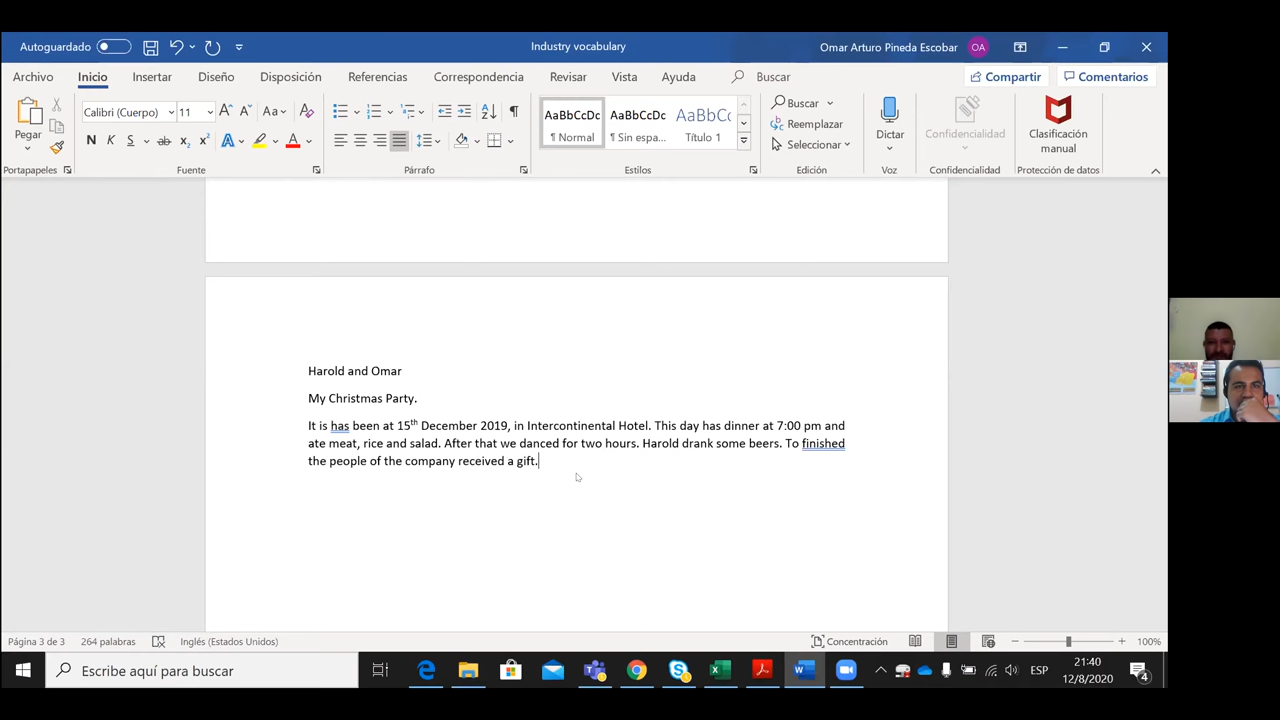 Autoguardado
Industry vocabulary
Omar Arturo Pineda Escobar
OA
Archivo Inicio Insertar Diseño Disposición Referencias Correspondencia Revisar Vista Ayuda Buscar
Compartir
Comentarios
Pegar
Calibri (Cuerpo) 11
N K S ab x₂ x²
AaBbCcDc AaBbCcDc AaBbCc
¶ Normal ¶ Sin espa... Título 1
Buscar
Reemplazar
Seleccionar
Dictar
Confidencialidad
Clasificación
manual
Portapapeles Fuente Párrafo Estilos Edición Voz Confidencialidad Protección de datos
Harold and Omar
My Christmas Party.
It is has been at 15th December 2019, in Intercontinental Hotel. This day has dinner at 7:00 pm and
ate meat, rice and salad. After that we danced for two hours. Harold drank some beers. To finished
the people of the company received a gift.
Página 3 de 3 264 palabras Inglés (Estados Unidos) Concentración 100%
Escribe aquí para buscar
ESP
21:40
12/8/2020
4